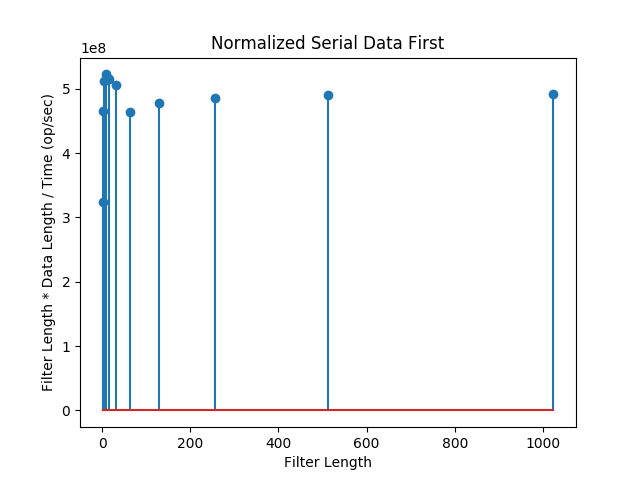 Normalized Serial Data First
1e8
5
4
3
2
1
0
Filter Length * Data Length / Time (op/sec)
0 200 400 600 800 1000
Filter Length